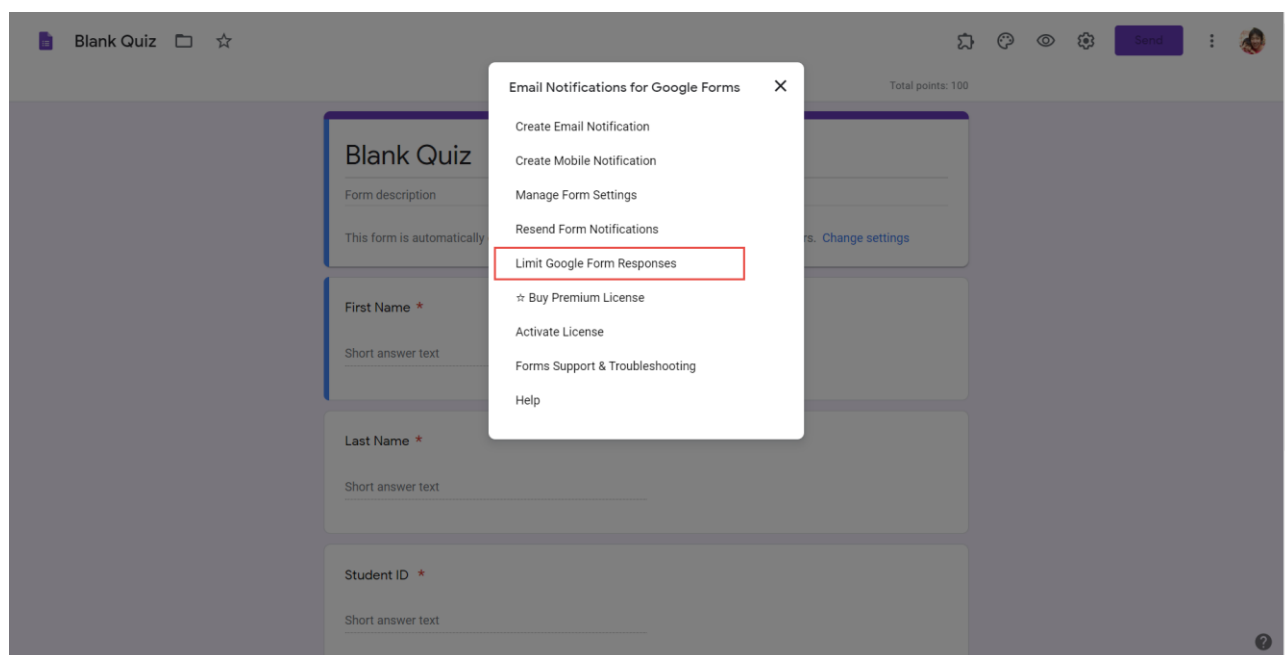 Blank Quiz
Send
Total points: 100
Email Notifications for Google Forms
Create Email Notification
Create Mobile Notification
Manage Form Settings
Resend Form Notifications
Limit Google Form Responses
☆ Buy Premium License
Activate License
Forms Support & Troubleshooting
Help
Blank Quiz
Form description
This form is automatically
rs. Change settings
First Name *
Short answer text
Last Name *
Short answer text
Student ID *
Short answer text